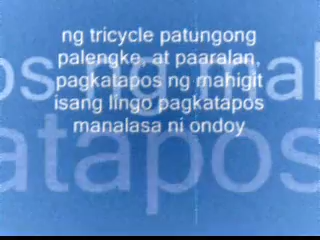 ng tricycle patungong
palengke, at paaralan,
pagkatapos ng mahigit
isang lingo pagkatapos
manalasa ni ondoy